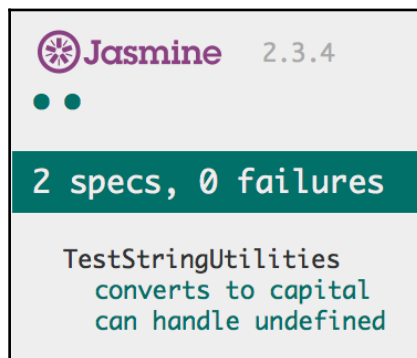 Jasmine 2.3.4
2 specs, 0 failures
TestStringUtilities
converts to capital
can handle undefined